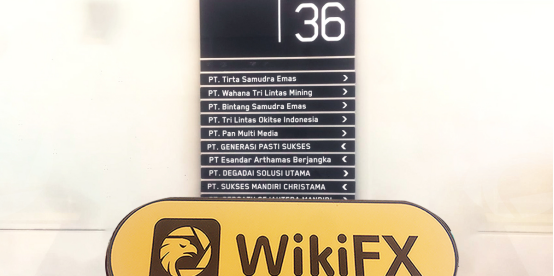 36
PT. Tirta Samudra Emas
PT. Wahana Tri Lintas Mining
PT. Bintang Samudra Emas
PT. Tri Lintas Okitse Indonesia
PT. Pan Multi Media
PT. GENERASI PASTI SUKSES
PT Esandar Arthamas Berjangka
PT. DEGADAI SOLUSI UTAMA
PT. SUKSES MANDIRI CHRISTAMA
WikiFX